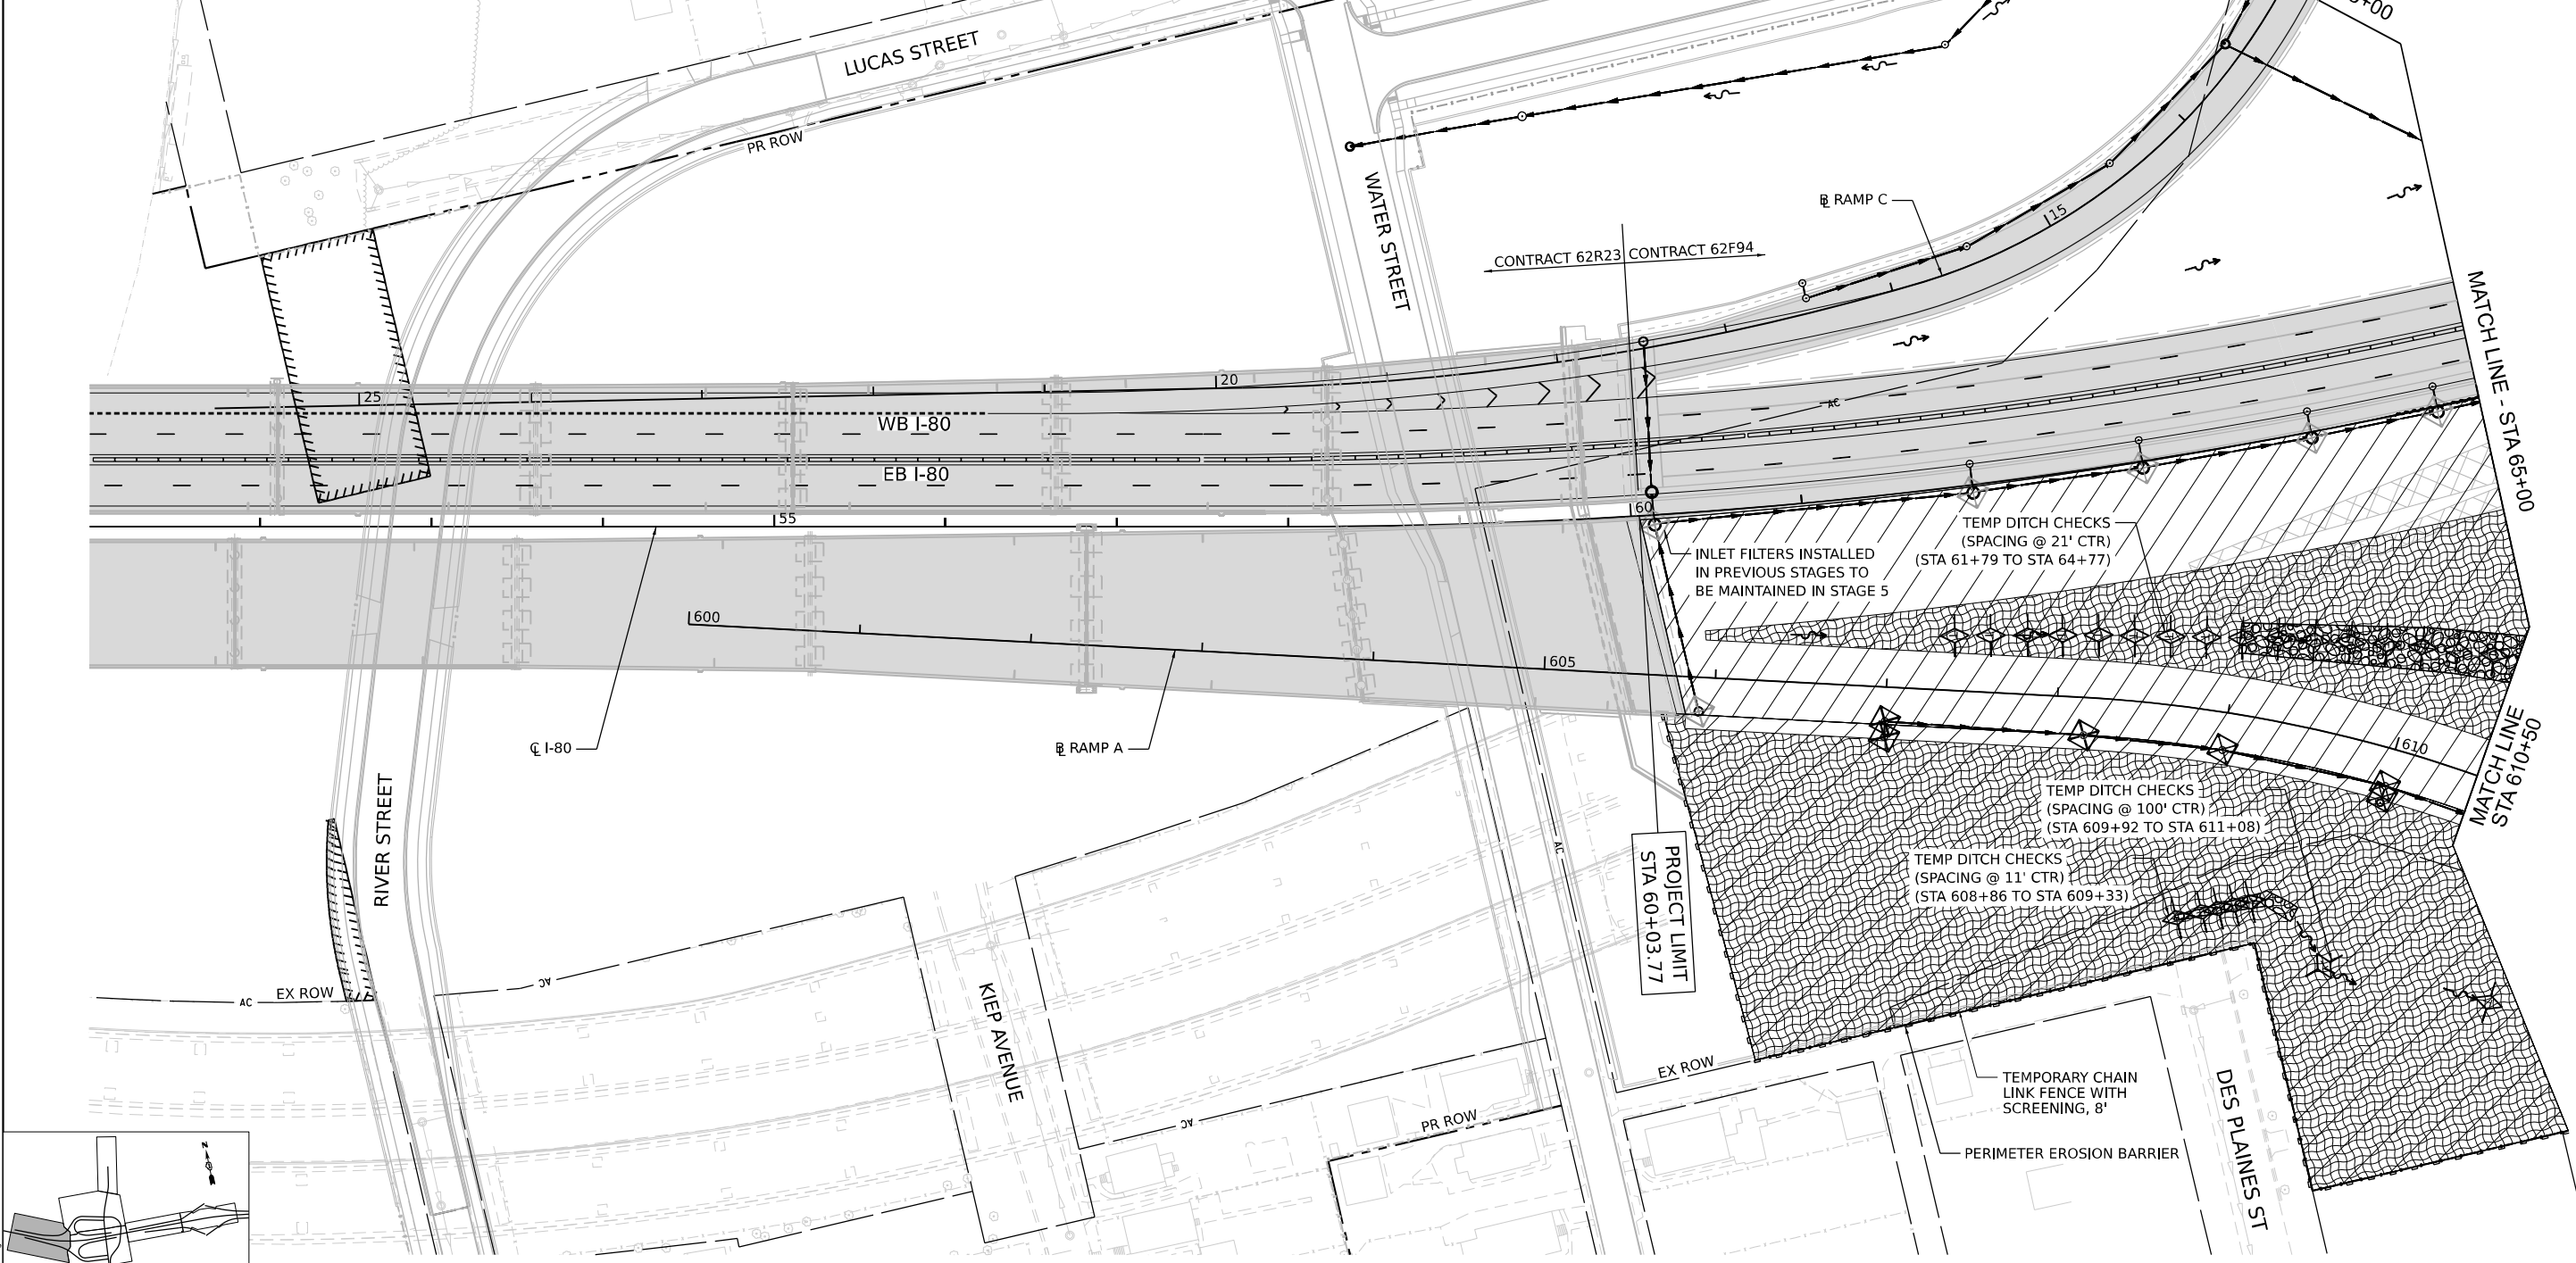 LUCAS STREET
PR ROW
WATER STREET
CONTRACT 62R23
CONTRACT 62F94
℄ RAMP C
15
MATCH LINE - STA 65+00
25
20
WB I-80
EB I-80
AC
55
60
TEMP DITCH CHECKS
(SPACING @ 21' CTR)
(STA 61+79 TO STA 64+77)
INLET FILTERS INSTALLED
IN PREVIOUS STAGES TO
BE MAINTAINED IN STAGE 5
600
605
610
℄ I-80
RAMP A
MATCH LINE
STA 610+50
RIVER STREET
TEMP DITCH CHECKS
(SPACING @ 100' CTR)
(STA 609+92 TO STA 611+08)
TEMP DITCH CHECKS
(SPACING @ 11' CTR)
(STA 608+86 TO STA 609+33)
PROJECT LIMIT
STA 60+03.77
AC
AC
EX ROW
AC
KIEP AVENUE
EX ROW
TEMPORARY CHAIN
LINK FENCE WITH
SCREENING, 8'
DES PLAINES ST
AC
PR ROW
PERIMETER EROSION BARRIER
N